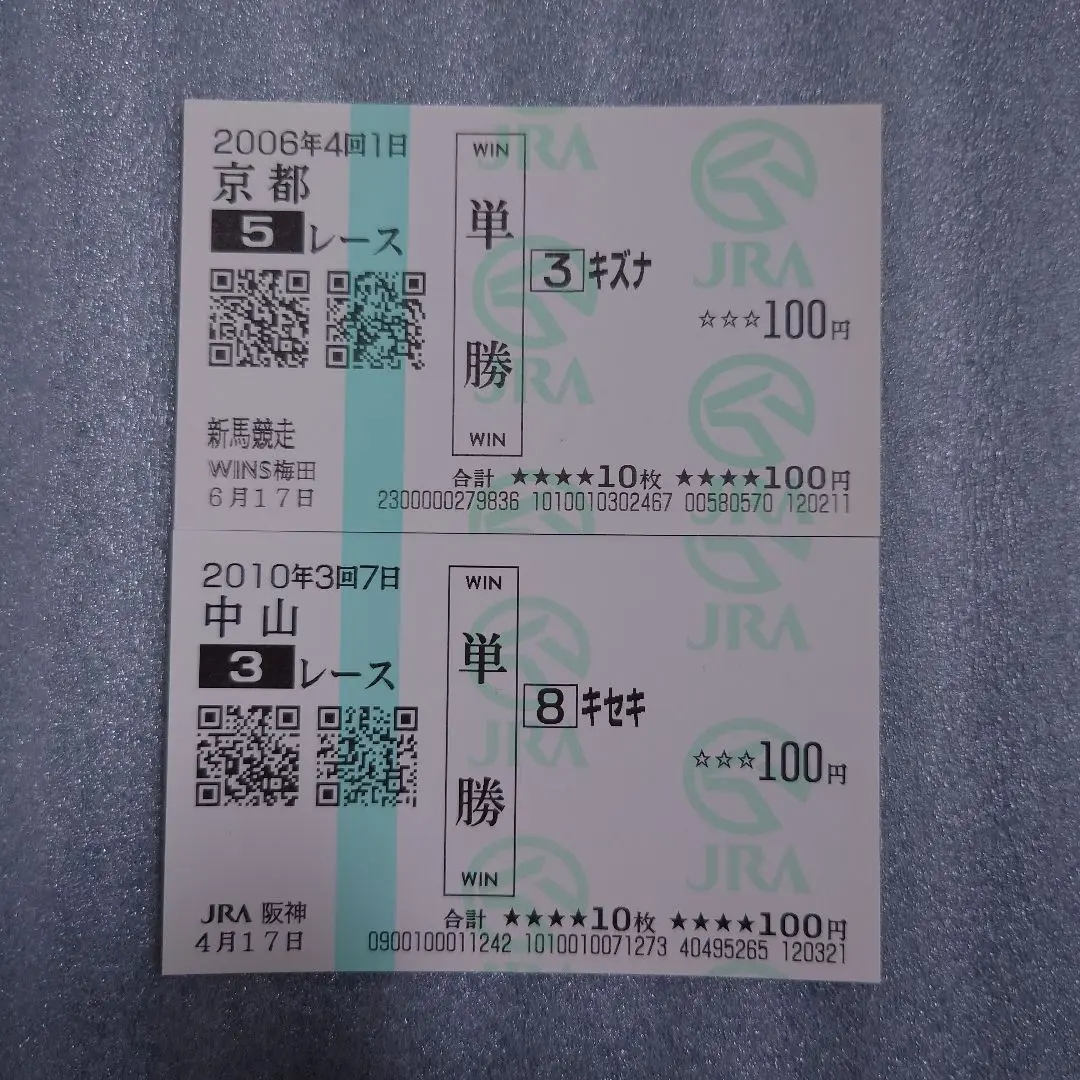 2006年4回1日
京都
5レース
新馬競走
WINS梅田
6月17日
WIN
単勝
WIN
3 キズナ
☆☆☆100円
合計 ★★★★10枚 ★★★★100円
2300000279836 1010010302467 00580570 120211
2010年3回7日
中山
3レース
JRA 阪神
4月17日
WIN
単勝
WIN
8 キセキ
☆☆☆100円
合計 ★★★★10枚 ★★★★100円
0900100011242 1010010071273 40495265 120321
JRA
JRA
JRA
JRA
JRA
JRA
JRA